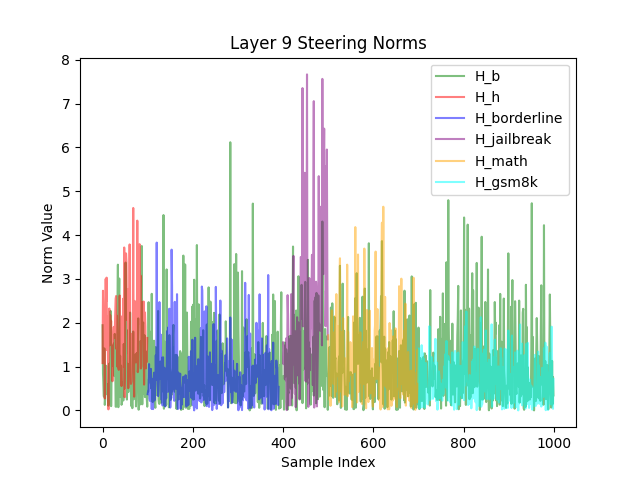 Layer 9 Steering Norms
8
7
6
5
4
3
2
1
0
Norm Value
H_b
H_h
H_borderline
H_jailbreak
H_math
H_gsm8k
0 200 400 600 800 1000
Sample Index